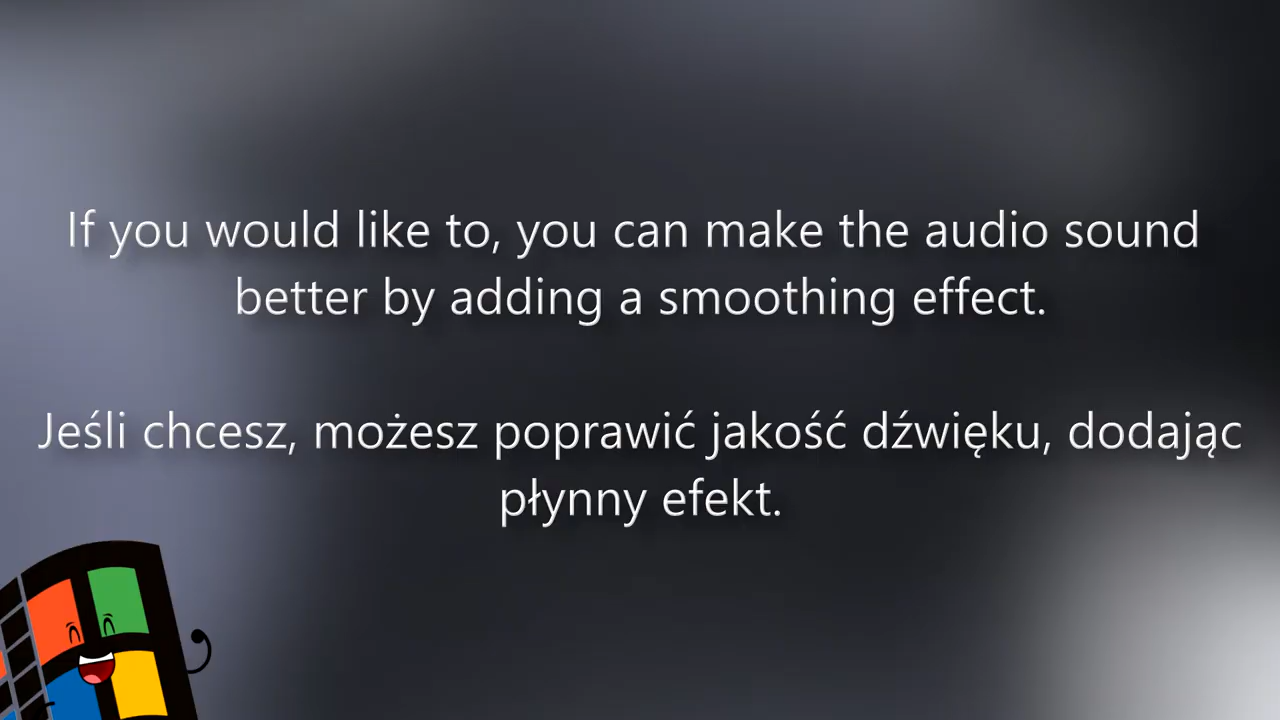 If you would like to, you can make the audio sound
better by adding a smoothing effect.
Jeśli chcesz, możesz poprawić jakość dźwięku, dodając
płynny efekt.